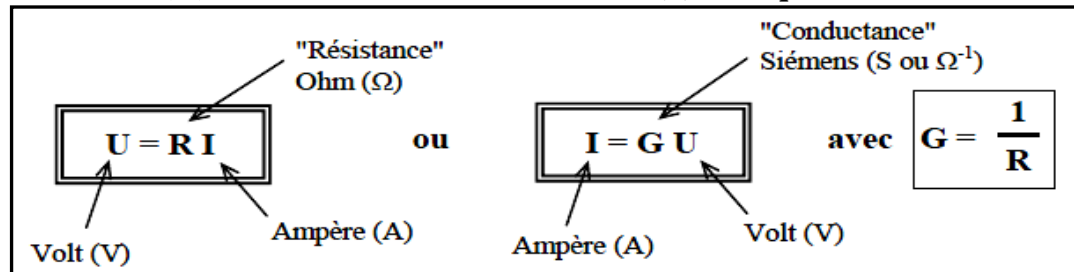 "Résistance"
Ohm (Ω)
U = R I
Volt (V)
Ampère (A)
ou
"Conductance"
Siémens (S ou Ω⁻¹)
I = G U
Ampère (A)
Volt (V)
avec
G = 1/R